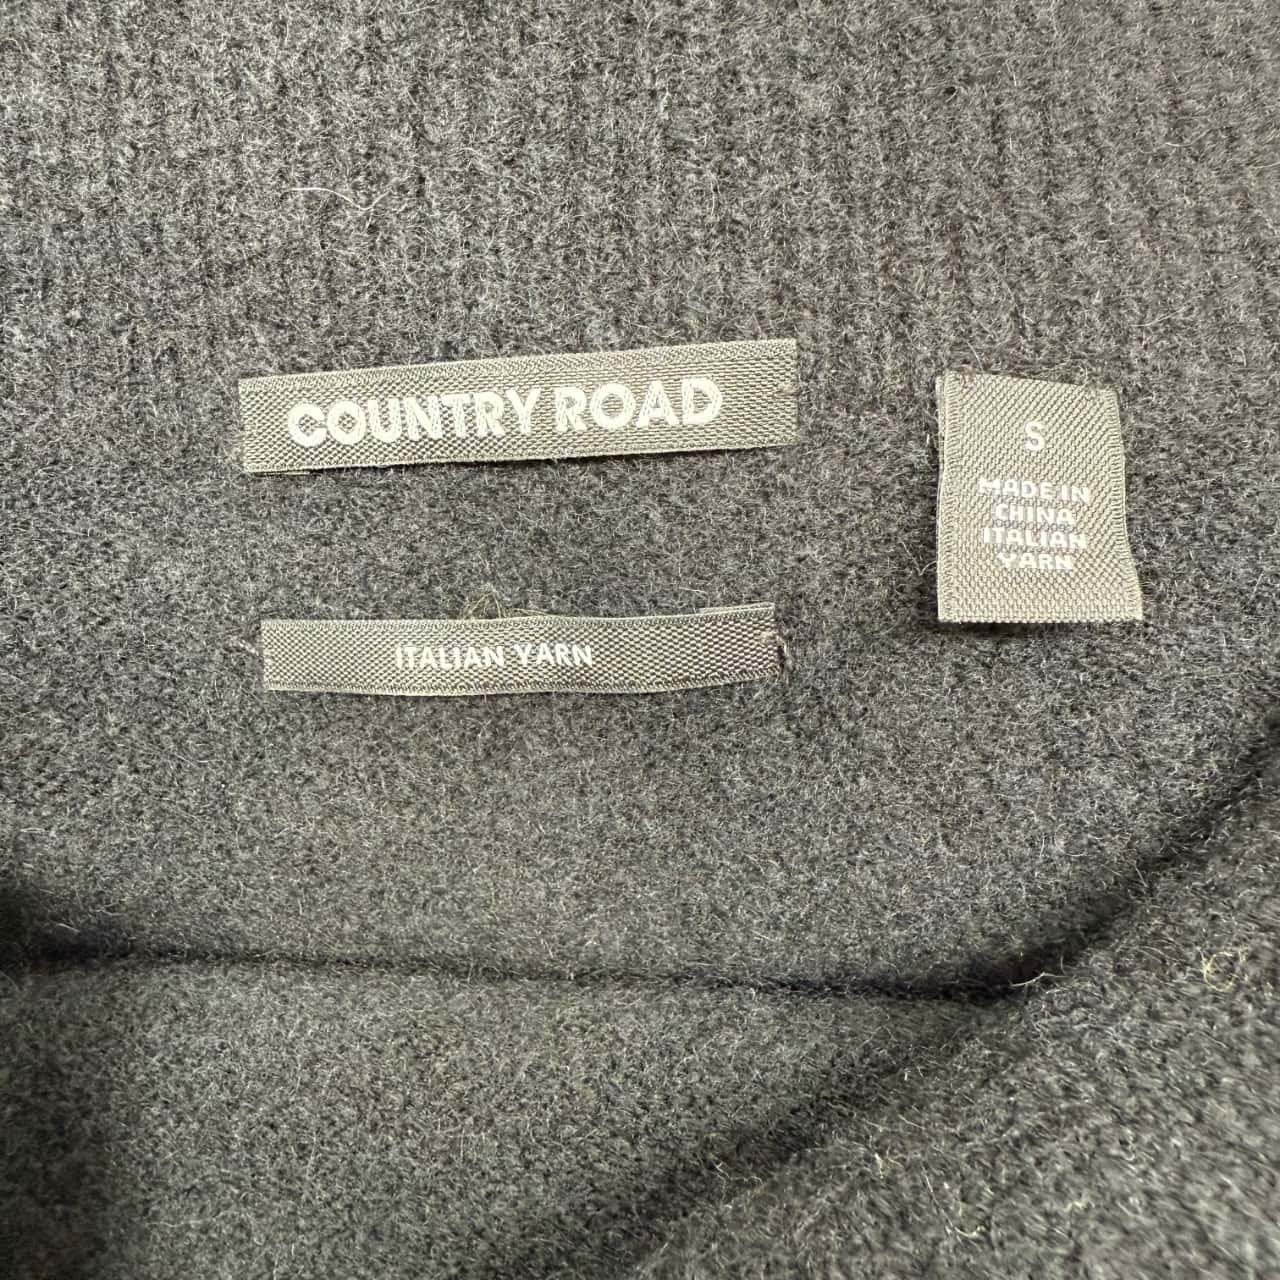 COUNTRY ROAD
S
MADE IN
CHINA
ITALIAN
YARN
ITALIAN YARN